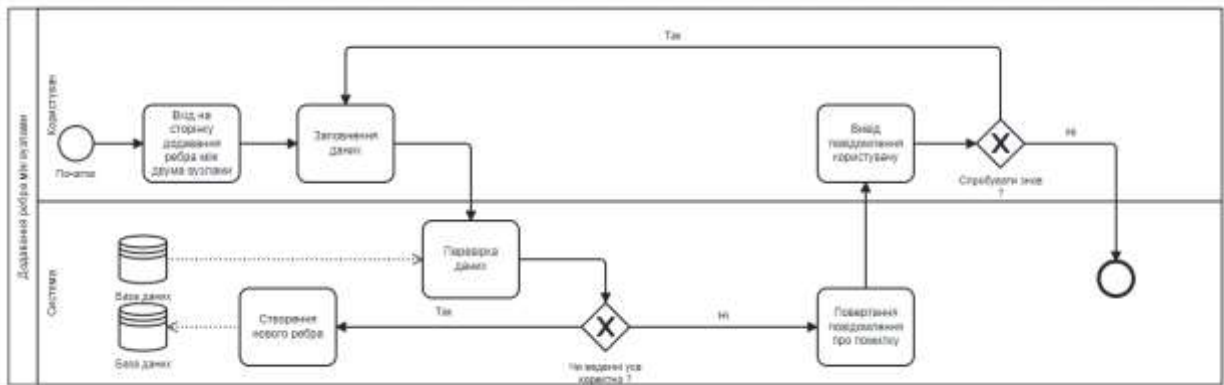 Додавання ребра між вузлами
Користувач
Система
Початок
Вхід на
сторінку
додавання
ребра між
двума вузлами
Заповнення
даних
Так
Вивід
повідомлення
користувачу
Спробувати знов
?
Ні
База даних
База даних
Перевірка
даних
Так
Створення
нового ребра
Чи введенні усе
коректно ?
Ні
Повертання
повідомлення
про помилку